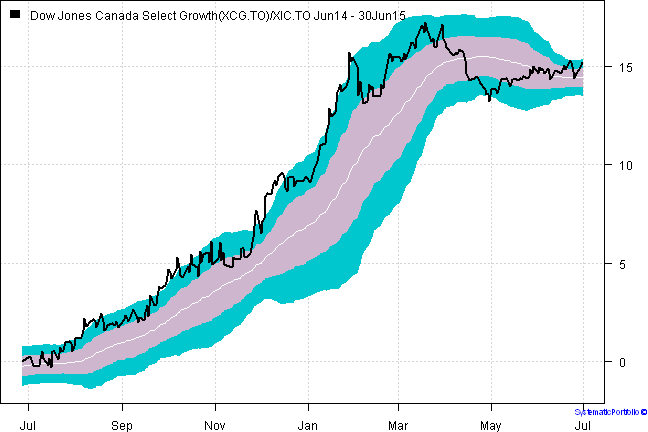 Dow Jones Canada Select Growth(XCG.TO)/XIC.TO Jun14 - 30Jun15
15
10
5
0
SystematicPortfolio ©
Jul Sep Nov Jan Mar May Jul